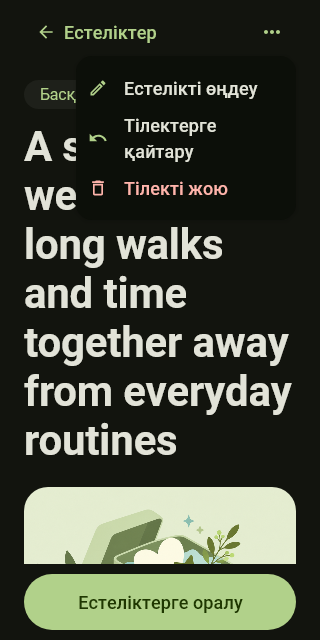 Естеліктер
Естелікті өңдеу
Тілектерге
қайтару
Тілекті жою
A
long walks
and time
together away
from everyday
routines
Естеліктерге оралу